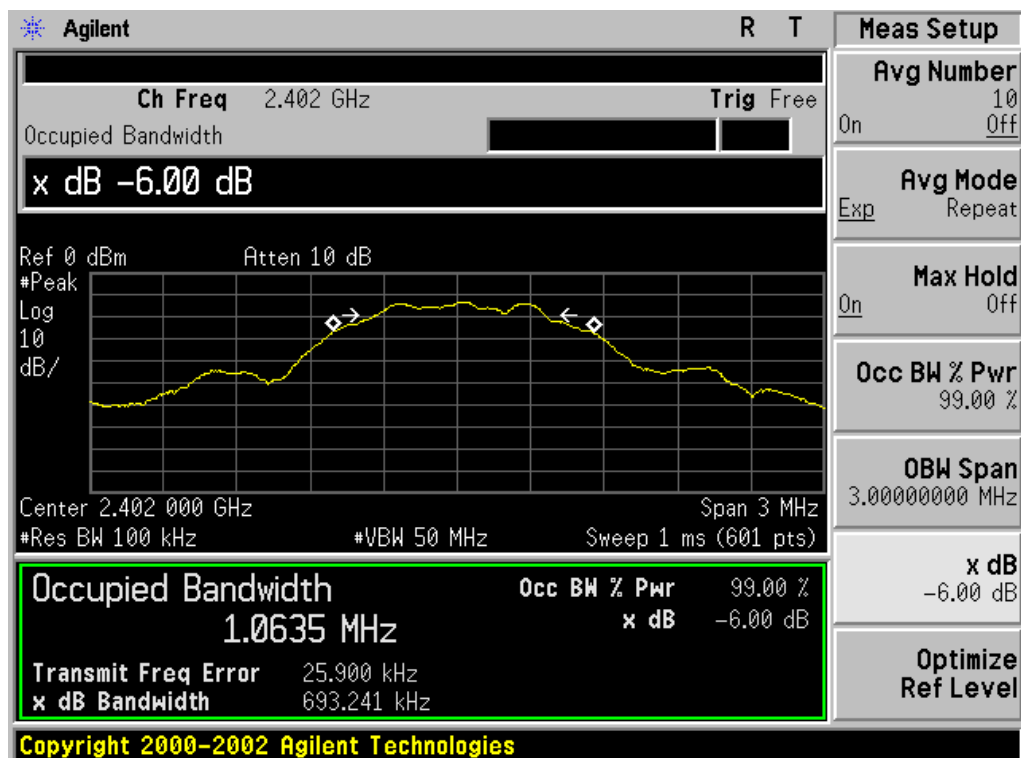 Agilent R T
Ch Freq 2.402 GHz Trig Free
Occupied Bandwidth
x dB -6.00 dB
Ref 0 dBm Atten 10 dB
#Peak
Log
10
dB/
Center 2.402 000 GHz Span 3 MHz
#Res BW 100 kHz #VBW 50 MHz Sweep 1 ms (601 pts)
Occupied Bandwidth Occ BW % Pwr 99.00 %
1.0635 MHz x dB -6.00 dB
Transmit Freq Error 25.900 kHz
x dB Bandwidth 693.241 kHz
Copyright 2000-2002 Agilent Technologies
Meas Setup
Avg Number
10
On Off
Avg Mode
Exp Repeat
Max Hold
On Off
Occ BW % Pwr
99.00 %
OBW Span
3.00000000 MHz
x dB
-6.00 dB
Optimize
Ref Level